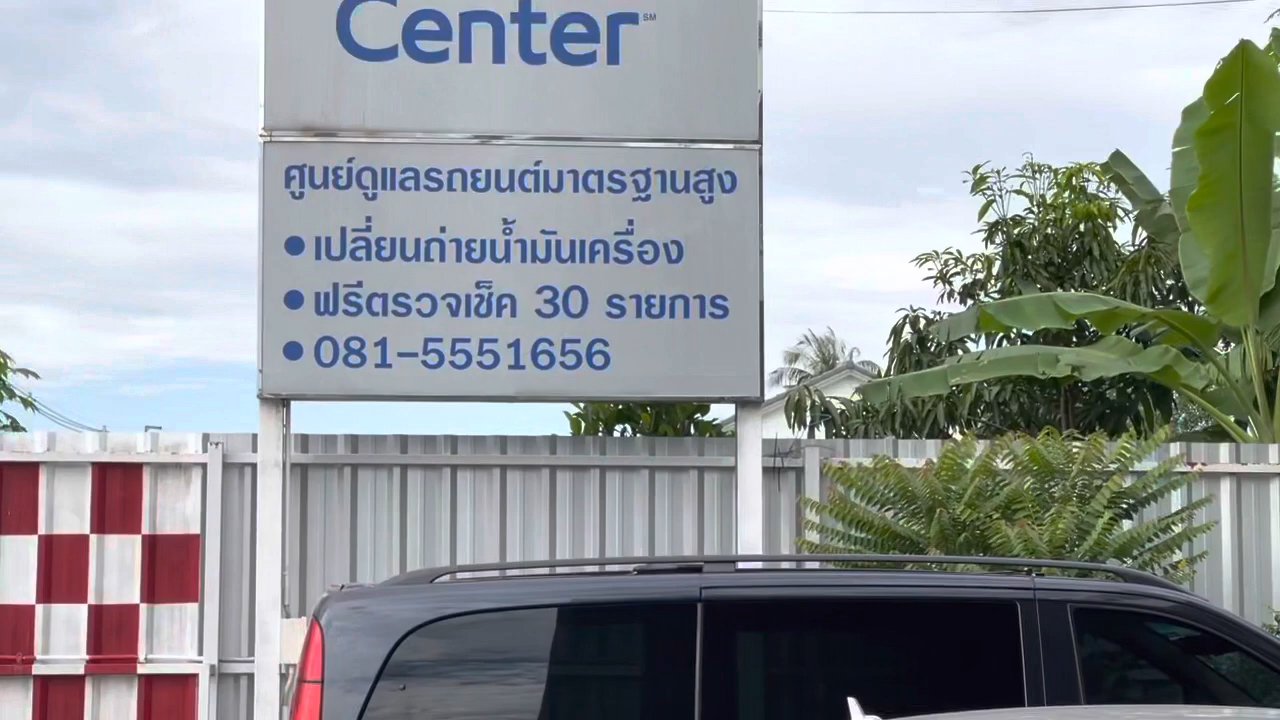 Center℠
ศูนย์ดูแลรถยนต์มาตรฐานสูง
● เปลี่ยนถ่ายน้ำมันเครื่อง
● ฟรีตรวจเช็ค 30 รายการ
● 081-5551656